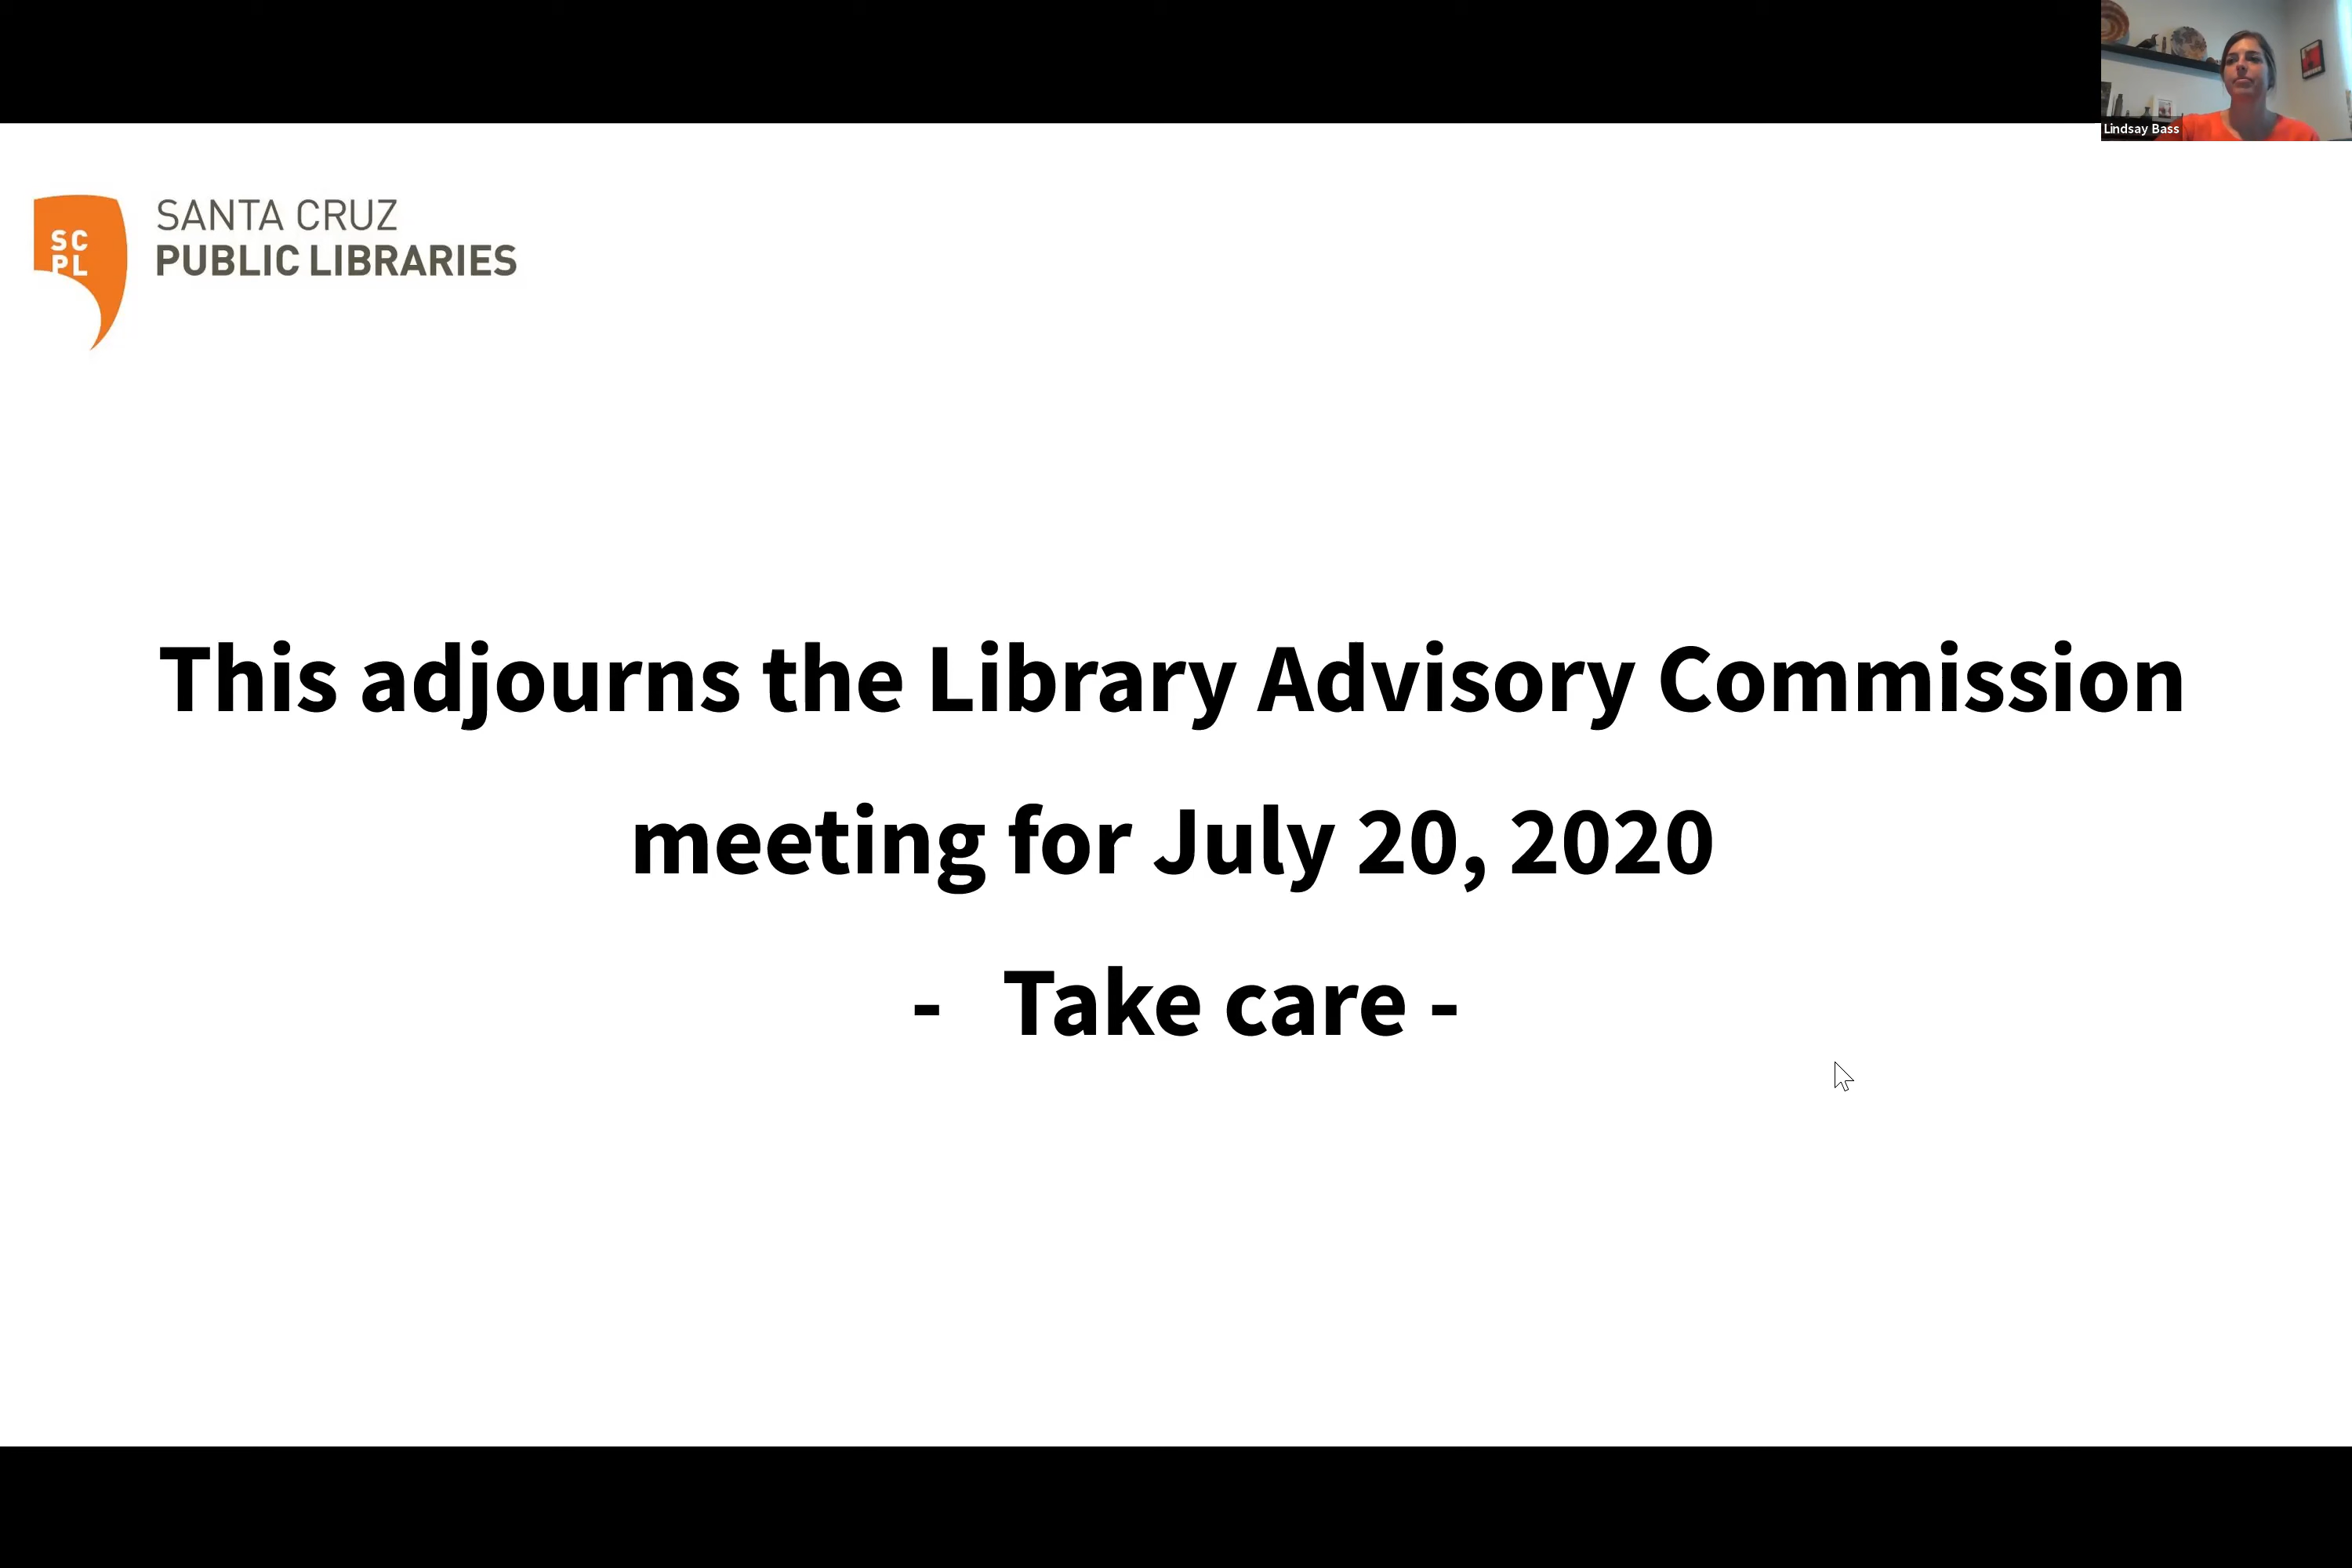 Lindsay Bass
SC
PL
SANTA CRUZ
PUBLIC LIBRARIES
This adjourns the Library Advisory Commission
meeting for July 20, 2020
- Take care -